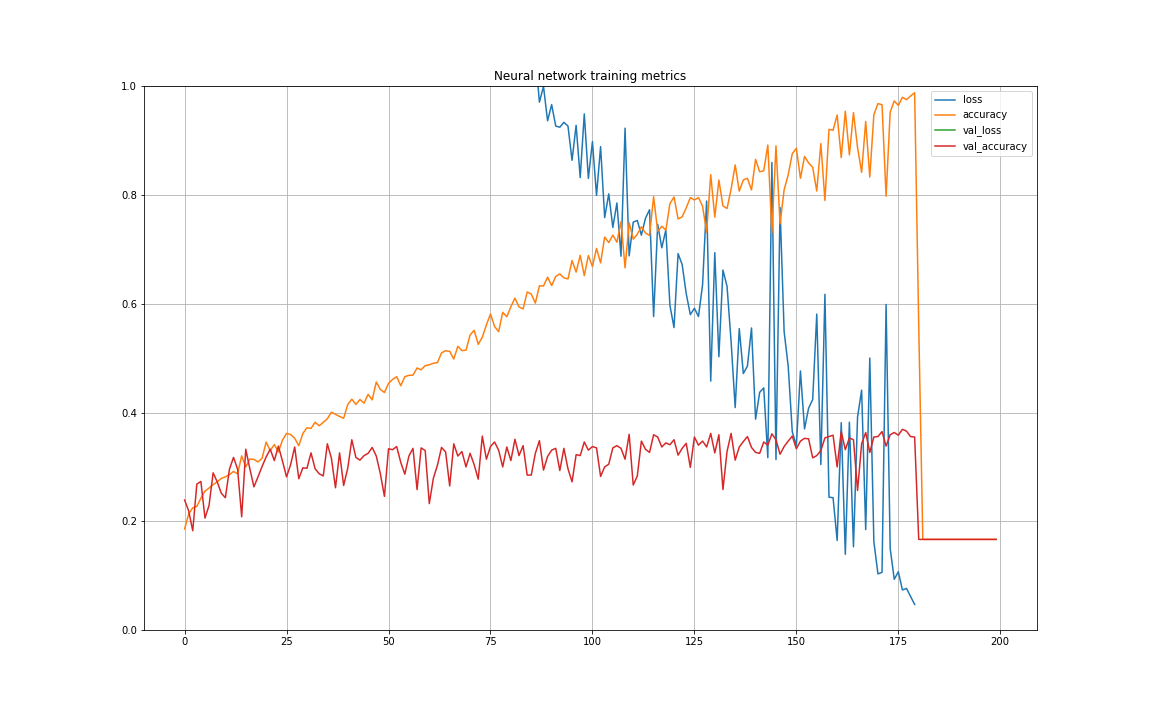 Neural network training metrics
1.0
0.8
0.6
0.4
0.2
0.0
0 25 50 75 100 125 150 175 200
loss
accuracy
val_loss
val_accuracy